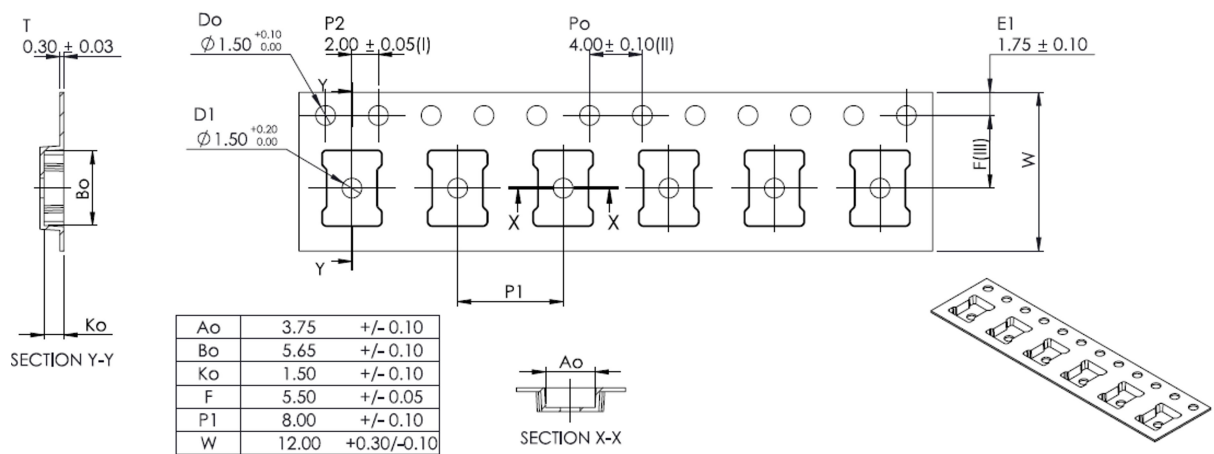 T
0.30 ± 0.03
Do
∅ 1.50 +0.10 0.00
P2
2.00 ± 0.05(I)
Po
4.00± 0.10(II)
E1
1.75 ± 0.10
Y
D1
∅ 1.50 +0.20 0.00
Bo
F(III)
W
X X
Y
P1
Ko
SECTION Y-Y
Ao 3.75 +/- 0.10
Bo 5.65 +/- 0.10
Ko 1.50 +/- 0.10
F 5.50 +/- 0.05
P1 8.00 +/- 0.10
W 12.00 +0.30/-0.10
Ao
SECTION X-X